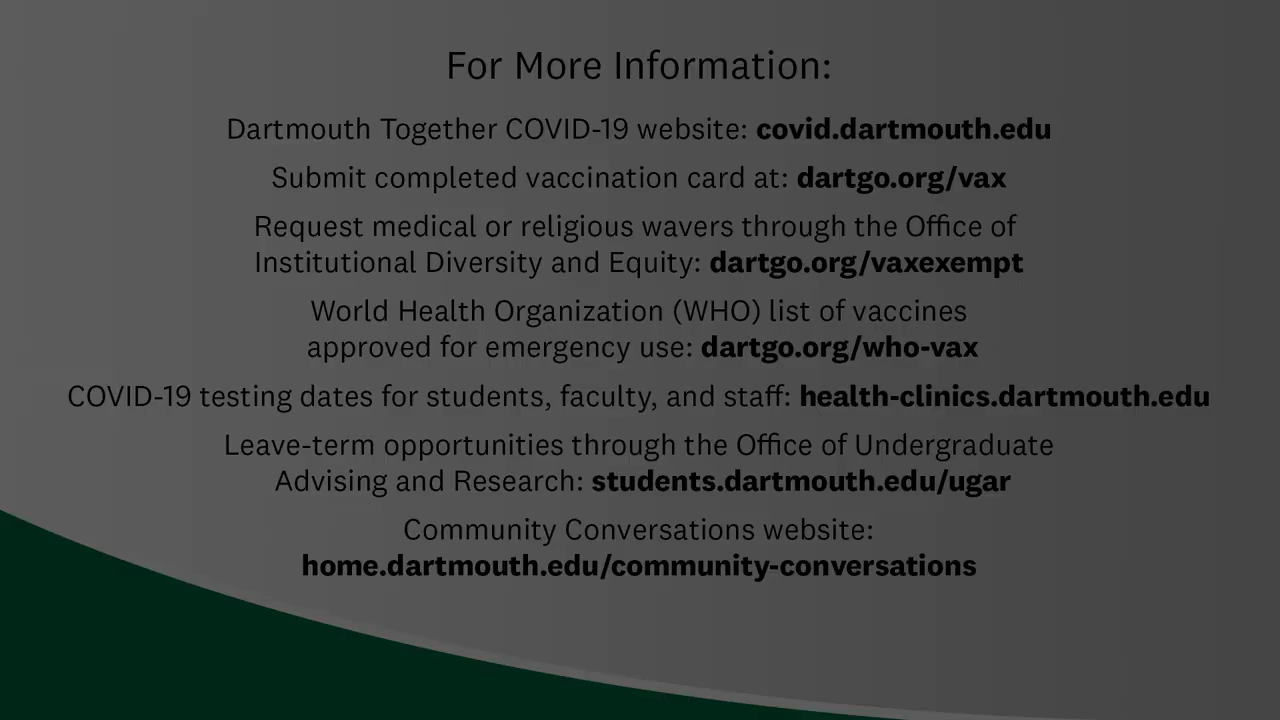 For More Information:
Dartmouth Together COVID-19 website: covid.dartmouth.edu
Submit completed vaccination card at: dartgo.org/vax
Request medical or religious wavers through the Office of
Institutional Diversity and Equity: dartgo.org/vaxexempt
World Health Organization (WHO) list of vaccines
approved for emergency use: dartgo.org/who-vax
COVID-19 testing dates for students, faculty, and staff: health-clinics.dartmouth.edu
Leave-term opportunities through the Office of Undergraduate
Advising and Research: students.dartmouth.edu/ugar
Community Conversations website:
home.dartmouth.edu/community-conversations